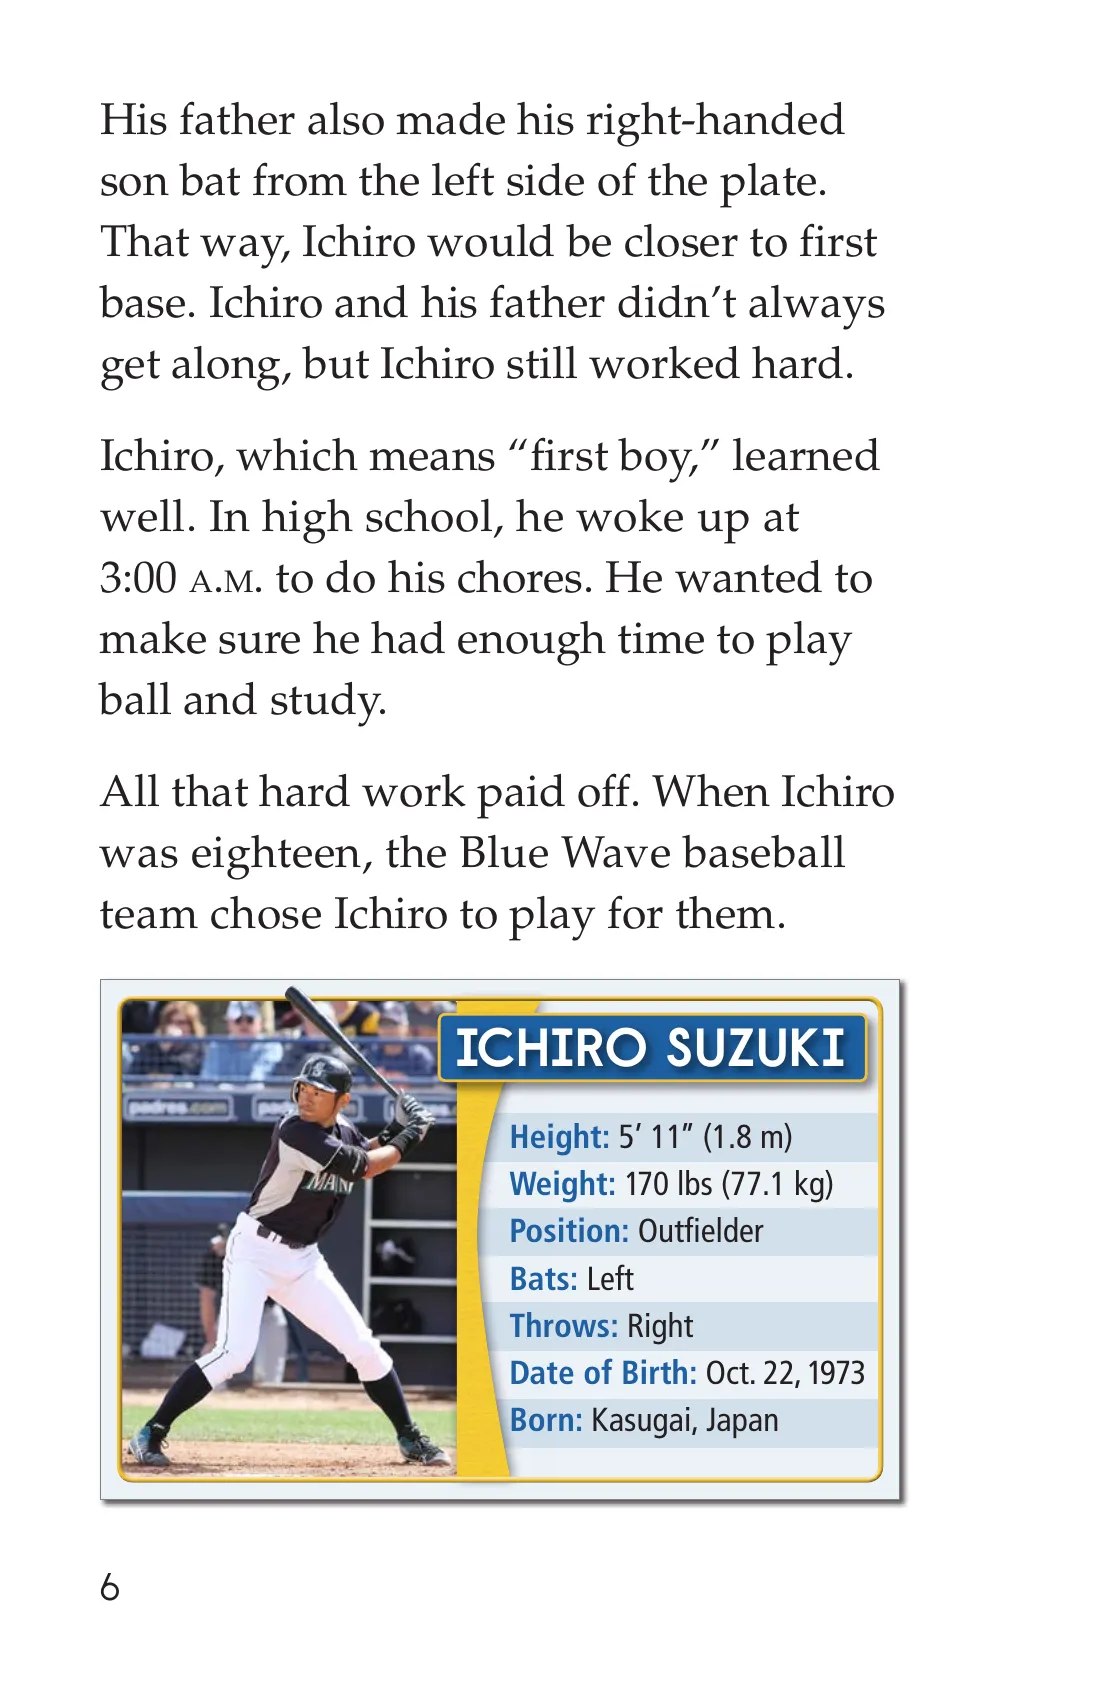 His father also made his right-handed
son bat from the left side of the plate.
That way, Ichiro would be closer to first
base. Ichiro and his father didn’t always
get along, but Ichiro still worked hard.
Ichiro, which means “first boy,” learned
well. In high school, he woke up at
3:00 A.M. to do his chores. He wanted to
make sure he had enough time to play
ball and study.
All that hard work paid off. When Ichiro
was eighteen, the Blue Wave baseball
team chose Ichiro to play for them.
ICHIRO SUZUKI
padres.com
Height: 5’ 11” (1.8 m)
Weight: 170 lbs (77.1 kg)
Position: Outfielder
Bats: Left
Throws: Right
Date of Birth: Oct. 22, 1973
Born: Kasugai, Japan
MARI
6